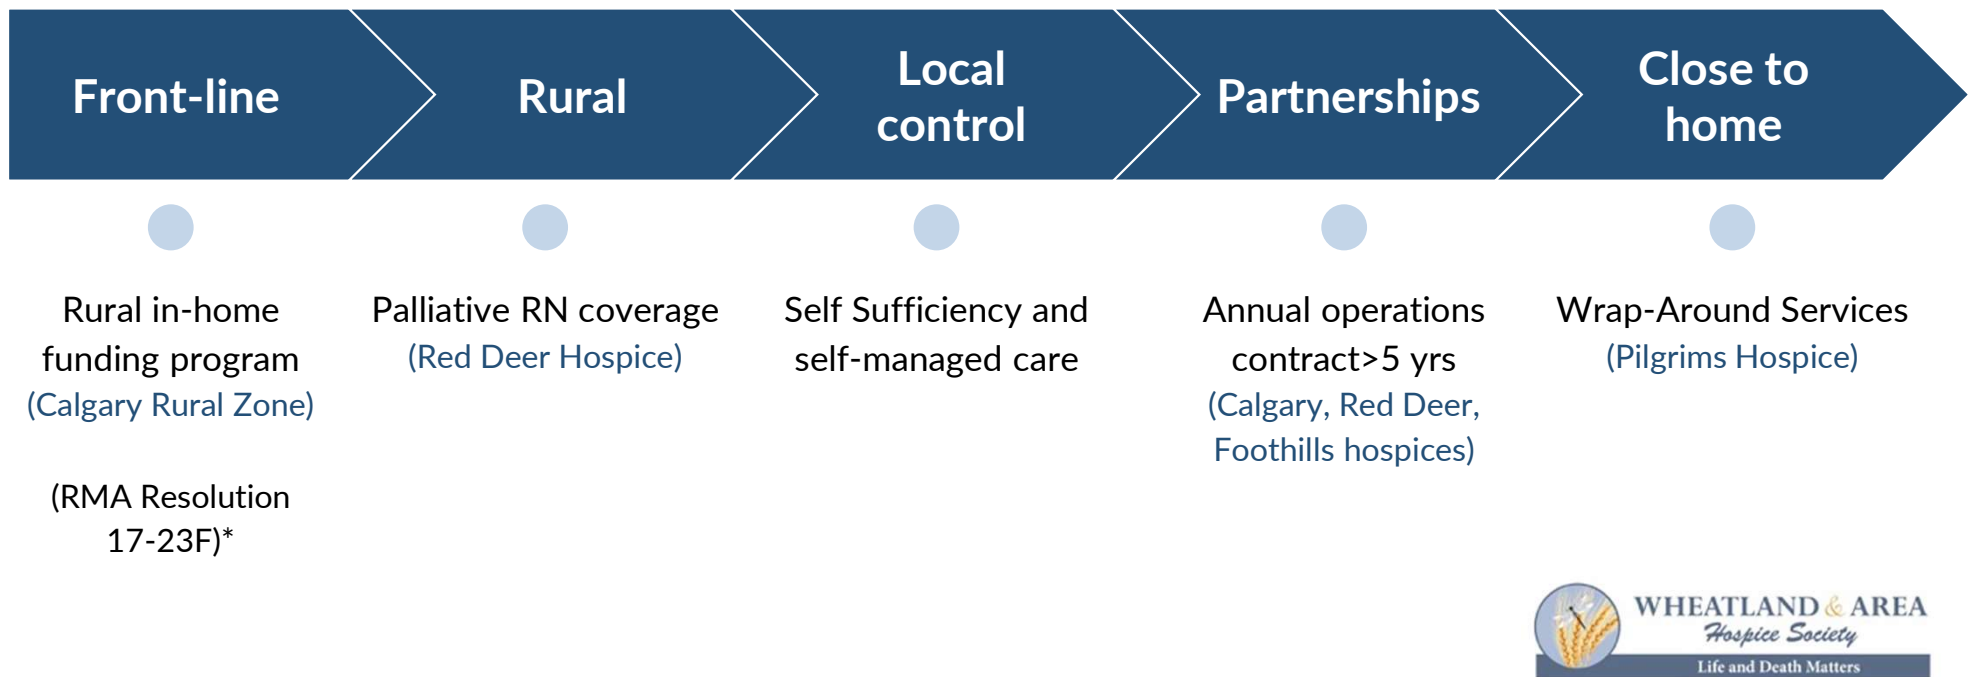 Front-line
Rural
Local
control
Partnerships
Close to
home
Rural in-home
funding program
(Calgary Rural Zone)
(RMA Resolution
17-23F)*
Palliative RN coverage
(Red Deer Hospice)
Self Sufficiency and
self-managed care
Annual operations
contract>5 yrs
(Calgary, Red Deer,
Foothills hospices)
Wrap-Around Services
(Pilgrims Hospice)
WHEATLAND & AREA
Hospice Society
Life and Death Matters